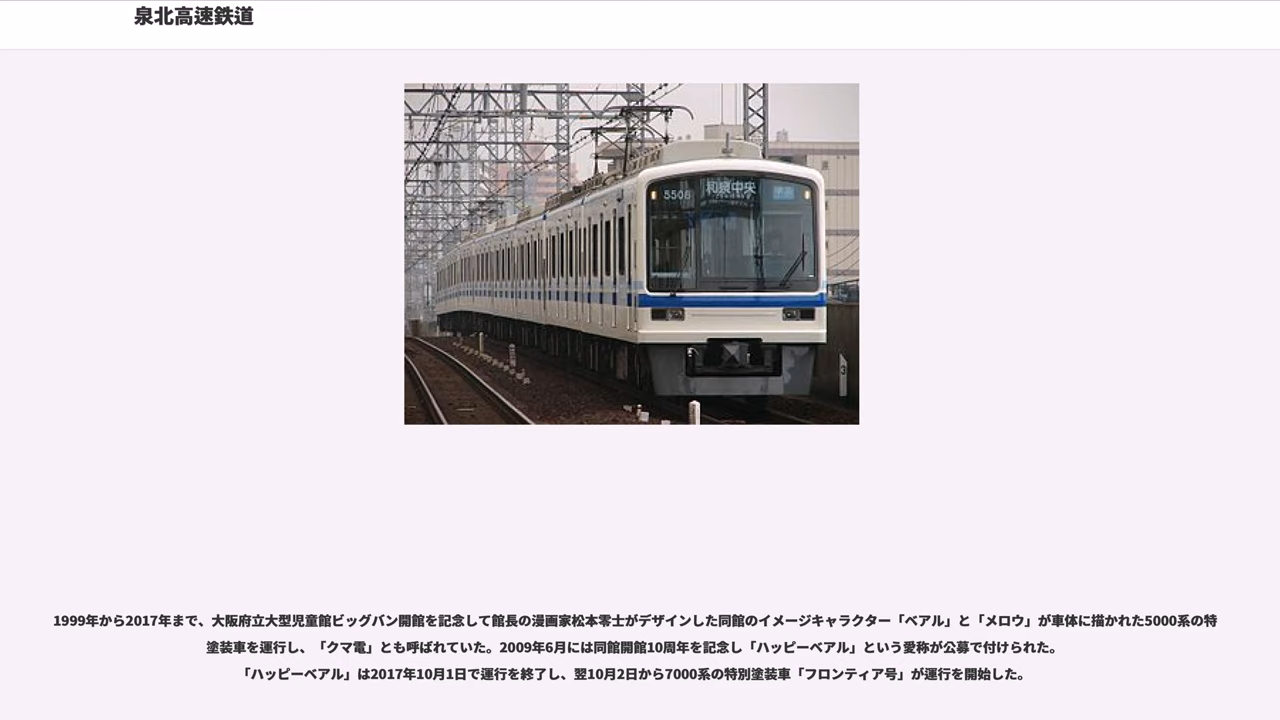 泉北高速鉄道
5506
和泉中央
3
1999年から2017年まで、大阪府立大型児童館ビッグバン開館を記念して館長の漫画家松本零士がデザインした同館のイメージキャラクター「ベアル」と「メロウ」が車体に描かれた5000系の特
塗装車を運行し、「クマ電」とも呼ばれていた。2009年6月には同館開館10周年を記念し「ハッピーベアル」という愛称が公募で付けられた。
「ハッピーベアル」は2017年10月1日で運行を終了し、翌10月2日から7000系の特別塗装車「フロンティア号」が運行を開始した。